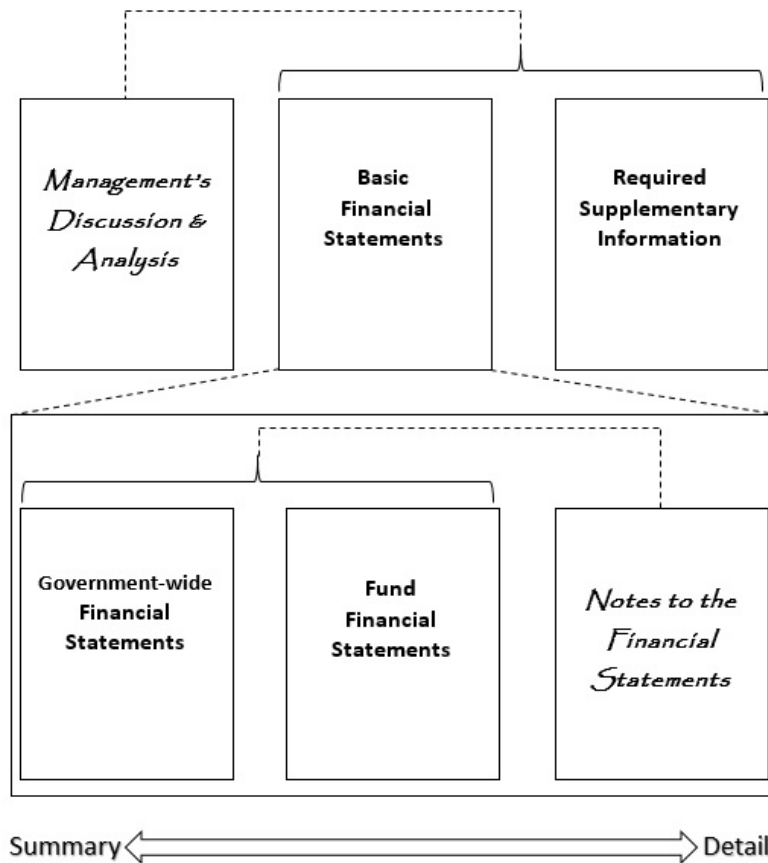 Management's
Discussion &
Analysis
Basic
Financial
Statements
Required
Supplementary
Information
Government-wide
Financial
Statements
Fund
Financial
Statements
Notes to the
Financial
Statements
Summary
Detail